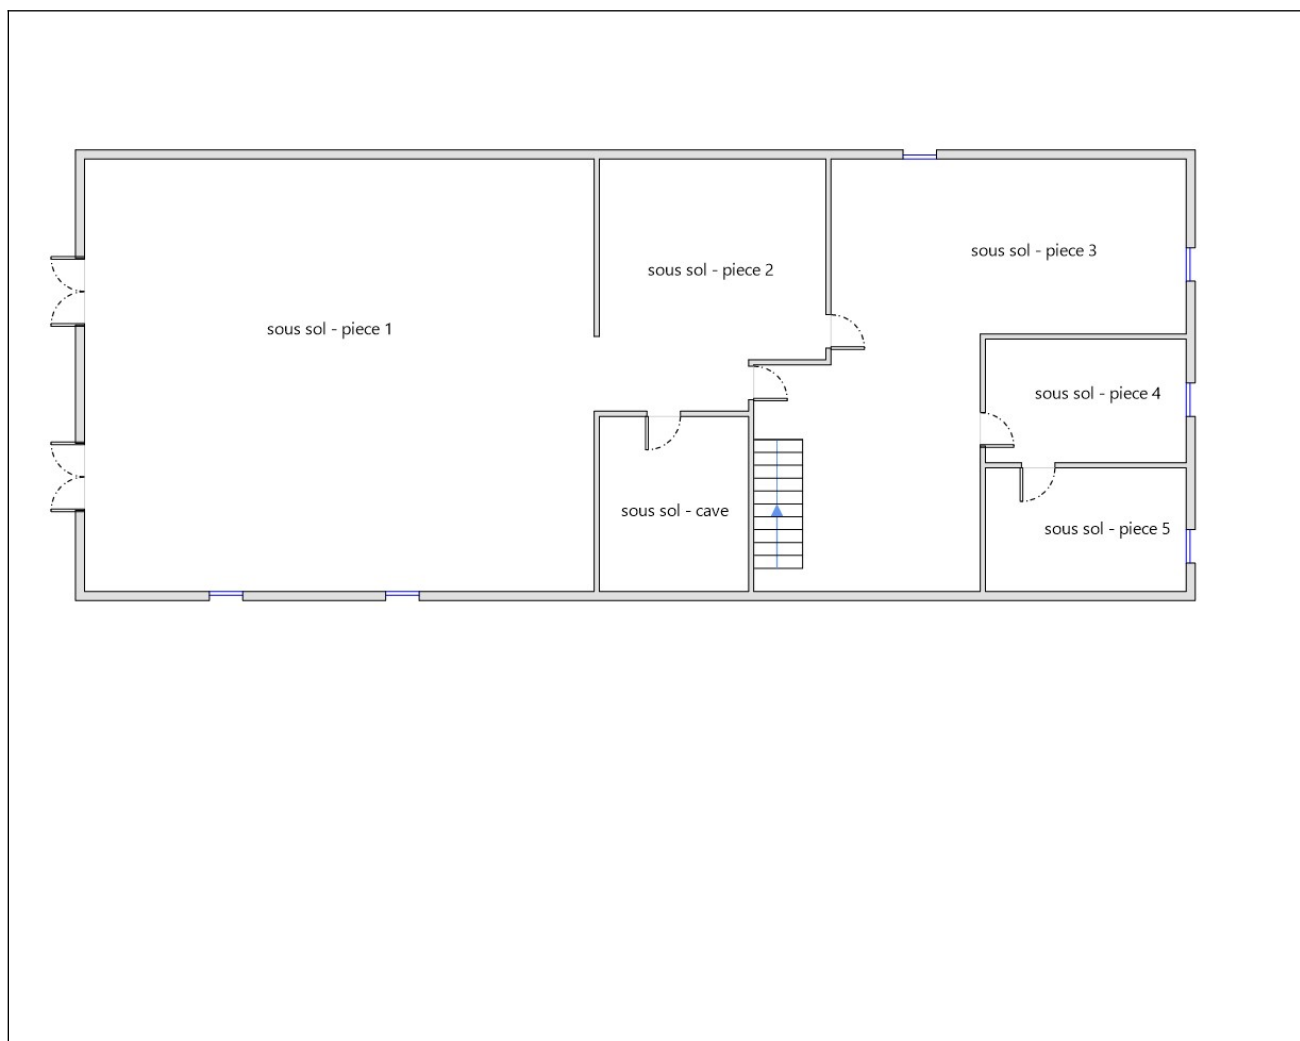 sous sol - piece 1
sous sol - piece 2
sous sol - piece 3
sous sol - piece 4
sous sol - cave
sous sol - piece 5